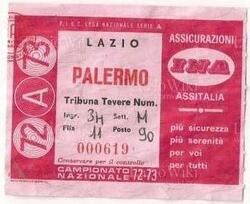 F.I.G.C. LEGA NAZIONALE SERIE A
LAZIO
PALERMO
Tribuna Tevere Num.
Ingr. 3H Sett. M
Fila 11 Posto 90
000619
Conservare per il controllo
CAMPIONATO
NAZIONALE 72-73
72 A 73
ASSICURAZIONI
INA
ASSITALIA
più sicurezza
più serenità
per voi
per tutti